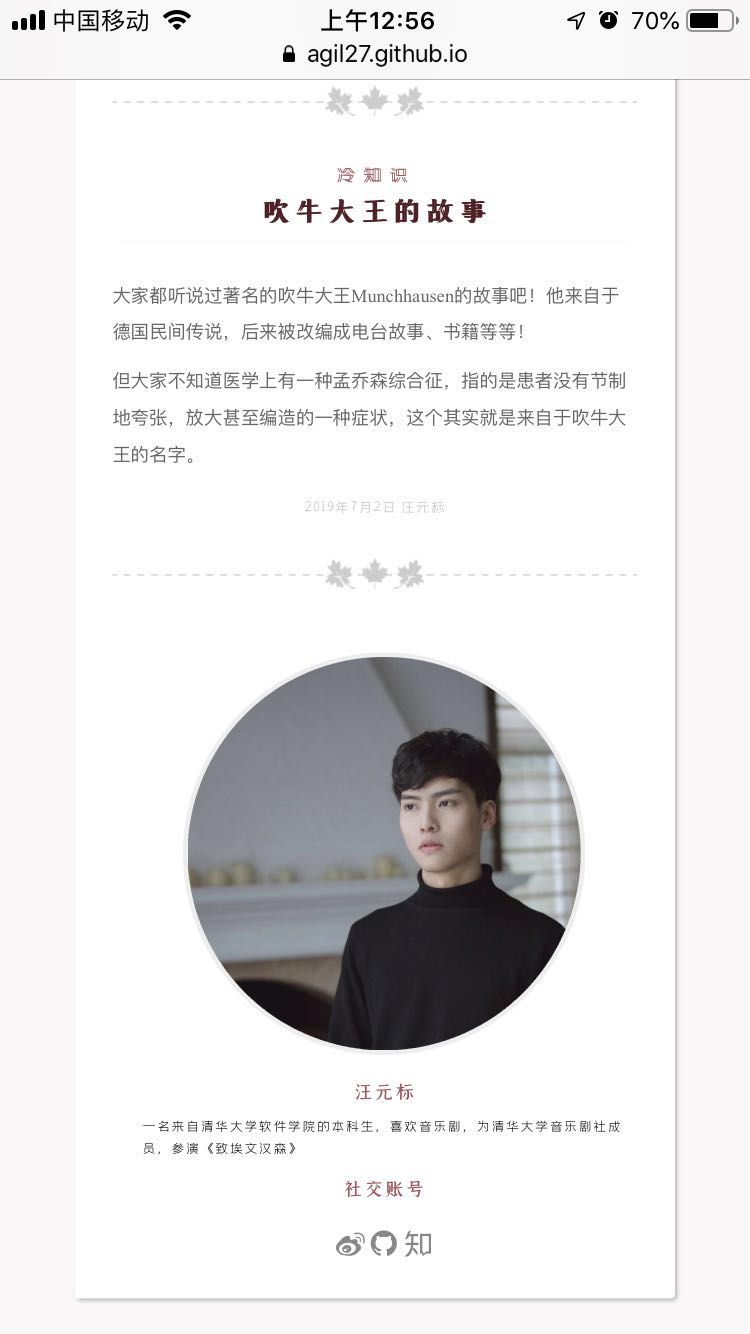 中国移动
上午12:56
70%
agil27.github.io
冷知识
吹牛大王的故事
大家都听说过著名的吹牛大王Munchhausen的故事吧！他来自于
德国民间传说，后来被改编成电台故事、书籍等等！
但大家不知道医学上有一种孟乔森综合征，指的是患者没有节制
地夸张，放大甚至编造的一种症状，这个其实就是来自于吹牛大
王的名字。
2019年7月2日 汪元标
汪元标
一名来自清华大学软件学院的本科生，喜欢音乐剧，为清华大学音乐剧社成
员，参演《致埃文汉森》
社交账号
知